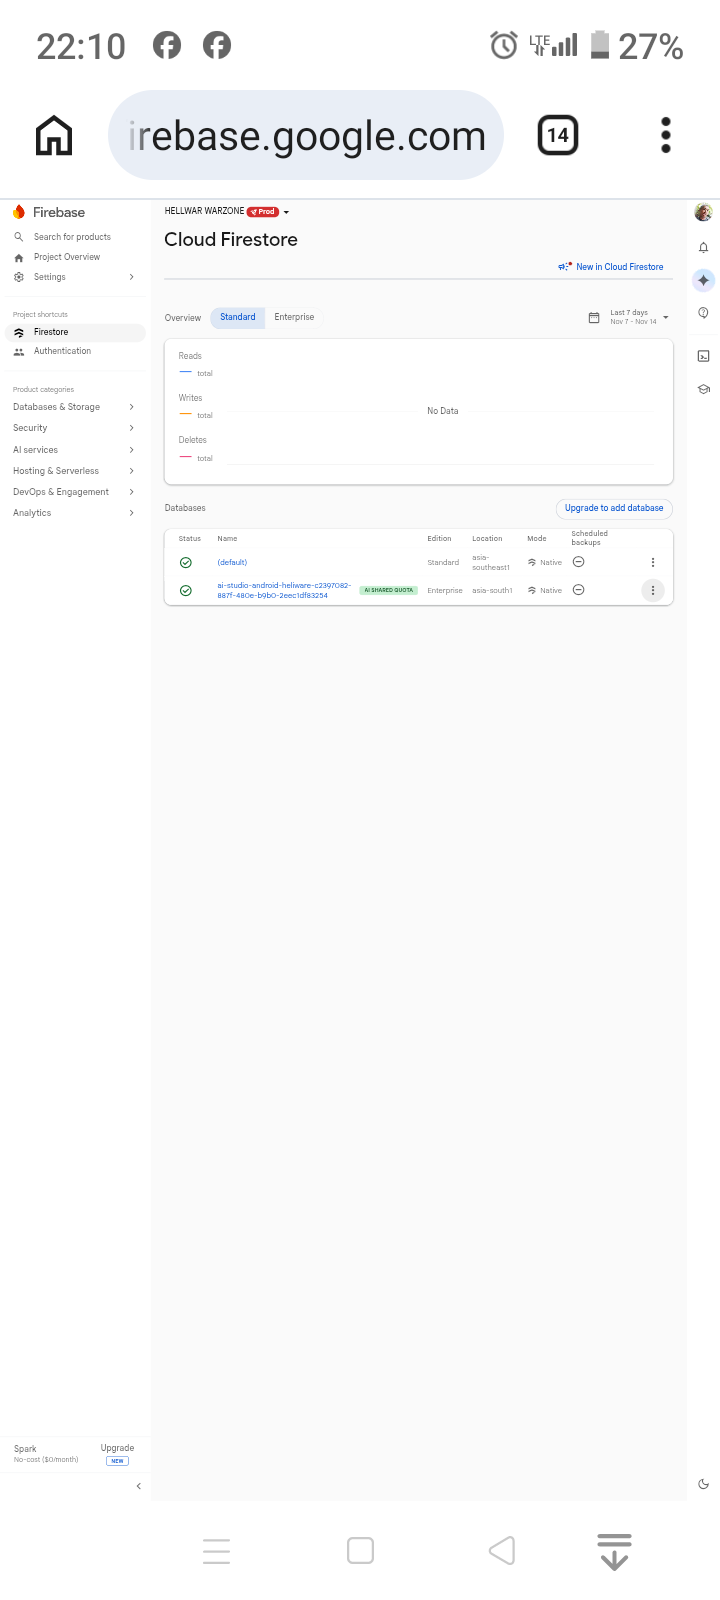 22:10
LTE
27%
irebase.google.com
14
Firebase
Search for products
Project Overview
Settings
Project shortcuts
Firestore
Authentication
Product categories
Databases & Storage
Security
AI services
Hosting & Serverless
DevOps & Engagement
Analytics
HELLWAR WARZONE Prod
Cloud Firestore
New in Cloud Firestore
Overview Standard Enterprise
Last 7 days
Nov 7 - Nov 14
Reads
total
Writes
total
No Data
Deletes
total
Databases
Upgrade to add database
Status Name Edition Location Mode Scheduled backups
(default) Standard asia-southeast1 Native
ai-studio-android-heliware-c2397082-
887f-480e-b9b0-2eec1df83254
AI SHARED QUOTA Enterprise asia-south1 Native
Spark
No-cost ($0/month)
Upgrade
NEW